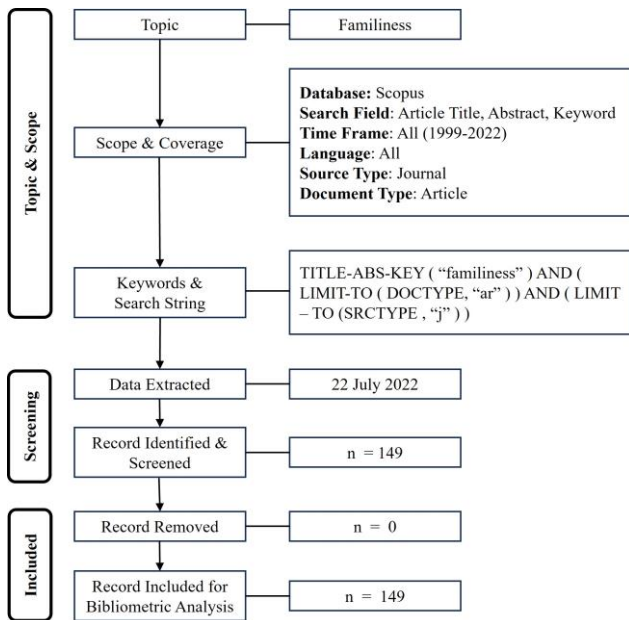 Topic & Scope
Topic
Familiness
Scope & Coverage
Database: Scopus
Search Field: Article Title, Abstract, Keyword
Time Frame: All (1999-2022)
Language: All
Source Type: Journal
Document Type: Article
Keywords &
Search String
TITLE-ABS-KEY ( “familiness” ) AND (
LIMIT-TO ( DOCTYPE, “ar” ) ) AND ( LIMIT
– TO (SRCTYPE , “j” ) )
Screening
Data Extracted
22 July 2022
Record Identified &
Screened
n = 149
Included
Record Removed
n = 0
Record Included for
Bibliometric Analysis
n = 149